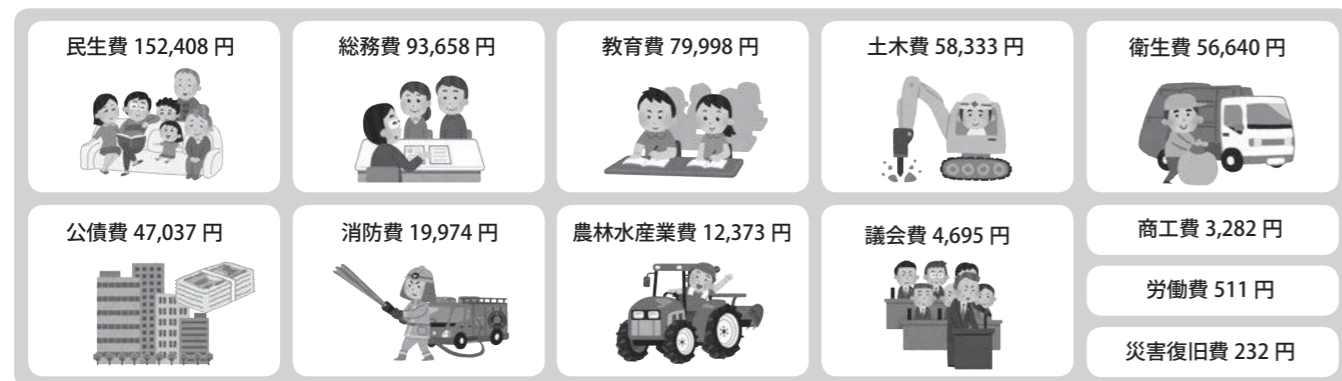 民生費 152,408 円
総務費 93,658 円
教育費 79,998 円
土木費 58,333 円
衛生費 56,640 円
公債費 47,037 円
消防費 19,974 円
農林水産業費 12,373 円
議会費 4,695 円
商工費 3,282 円
労働費 511 円
災害復旧費 232 円